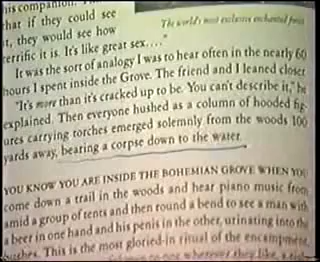 his companion.
The world's most exclusive enchanted forest
that if they could see
it, they would see how
terrific it is. It's like great sex...."
It was the sort of analogy I was to hear often in the nearly 60
hours I spent inside the Grove. The friend and I leaned closer.
"It's more than it's cracked up to be. You can't describe it," he
explained. Then everyone hushed as a column of hooded fig-
ures carrying torches emerged solemnly from the woods 100
yards away, bearing a corpse down to the water.
YOU KNOW YOU ARE INSIDE THE BOHEMIAN GROVE WHEN YOU
come down a trail in the woods and hear piano music from
amid a group of tents and then round a bend to see a man with
a beer in one hand and his penis in the other, urinating into the
bushes. This is the most gloried-in ritual of the encampment,
wherever they like, a